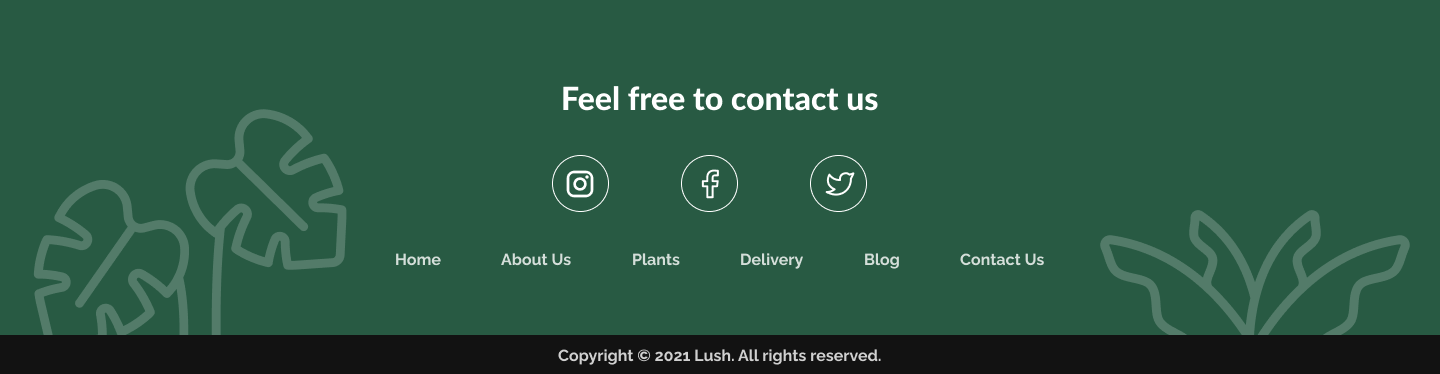 Feel free to contact us
Home About Us Plants Delivery Blog Contact Us
Copyright © 2021 Lush. All rights reserved.